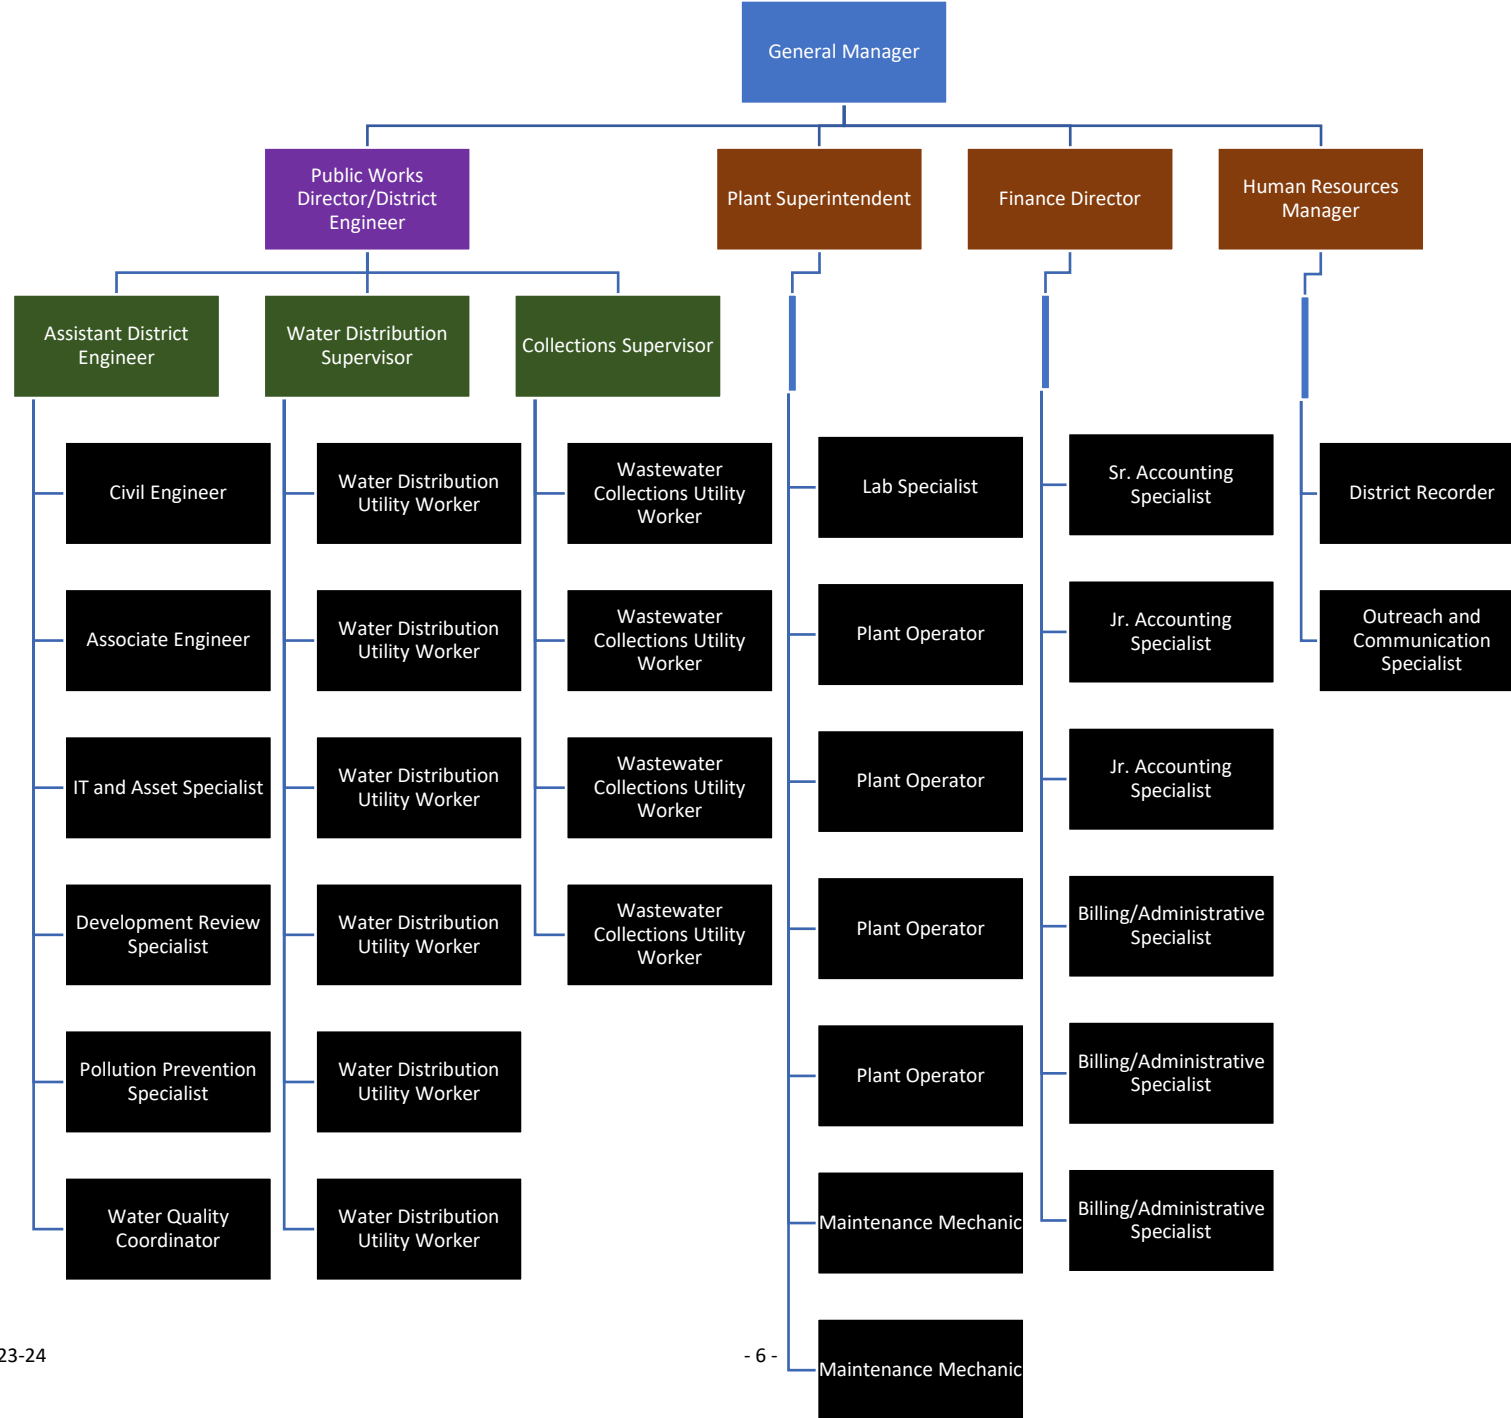 General Manager
Public Works
Director/District
Engineer
Plant Superintendent
Finance Director
Human Resources
Manager
Assistant District
Engineer
Water Distribution
Supervisor
Collections Supervisor
Civil Engineer
Associate Engineer
IT and Asset Specialist
Development Review
Specialist
Pollution Prevention
Specialist
Water Quality
Coordinator
Water Distribution
Utility Worker
Water Distribution
Utility Worker
Water Distribution
Utility Worker
Water Distribution
Utility Worker
Water Distribution
Utility Worker
Water Distribution
Utility Worker
Wastewater
Collections Utility
Worker
Wastewater
Collections Utility
Worker
Wastewater
Collections Utility
Worker
Wastewater
Collections Utility
Worker
Lab Specialist
Plant Operator
Plant Operator
Plant Operator
Plant Operator
Maintenance Mechanic
Maintenance Mechanic
Sr. Accounting
Specialist
Jr. Accounting
Specialist
Jr. Accounting
Specialist
Billing/Administrative
Specialist
Billing/Administrative
Specialist
Billing/Administrative
Specialist
District Recorder
Outreach and
Communication
Specialist
23-24
- 6 -